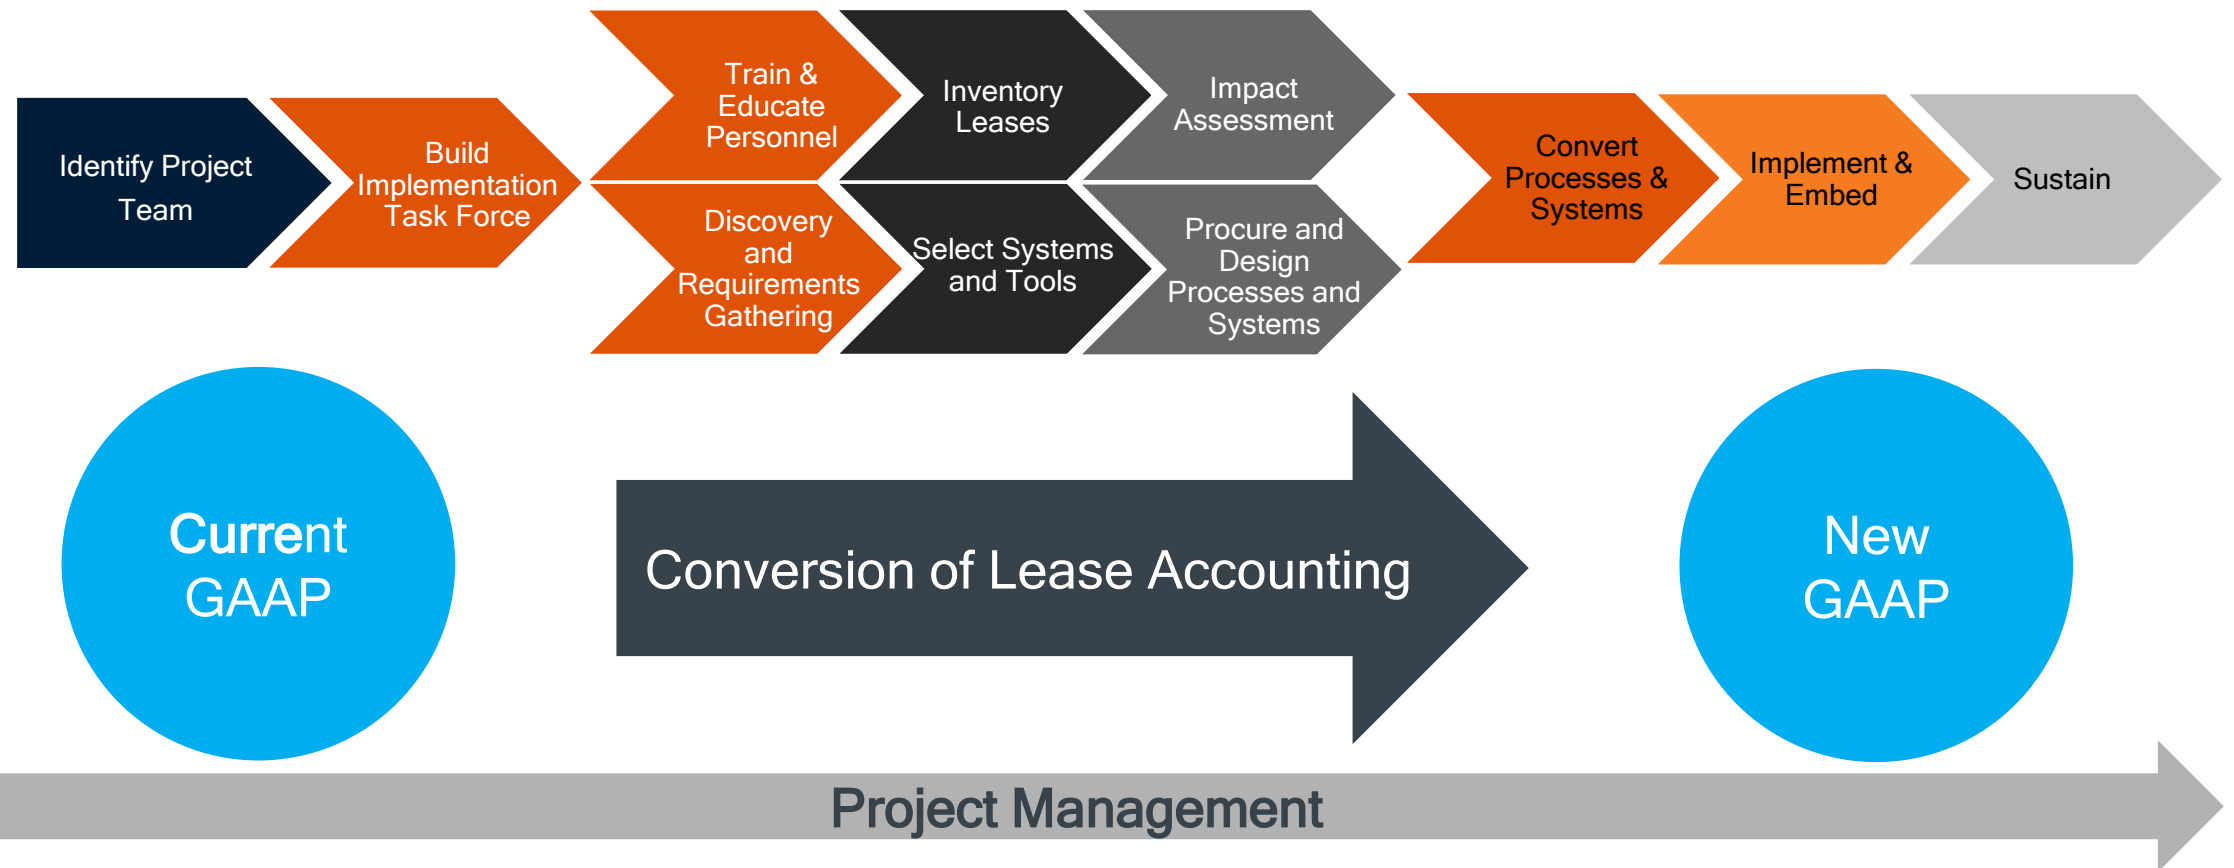 Identify Project
Team
Build
Implementation
Task Force
Train &
Educate
Personnel
Inventory
Leases
Impact
Assessment
Discovery
and
Requirements
Gathering
Select Systems
and Tools
Procure and
Design
Processes and
Systems
Convert
Processes &
Systems
Implement &
Embed
Sustain
Current
GAAP
Conversion of Lease Accounting
New
GAAP
Project Management